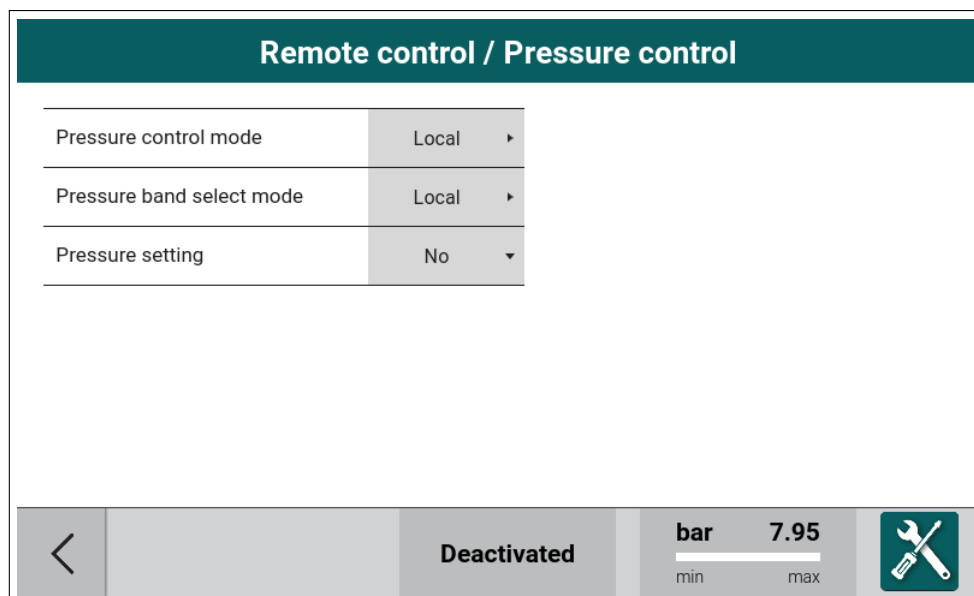 Remote control / Pressure control
Pressure control mode Local
Pressure band select mode Local
Pressure setting No
Deactivated
bar 7.95
min max